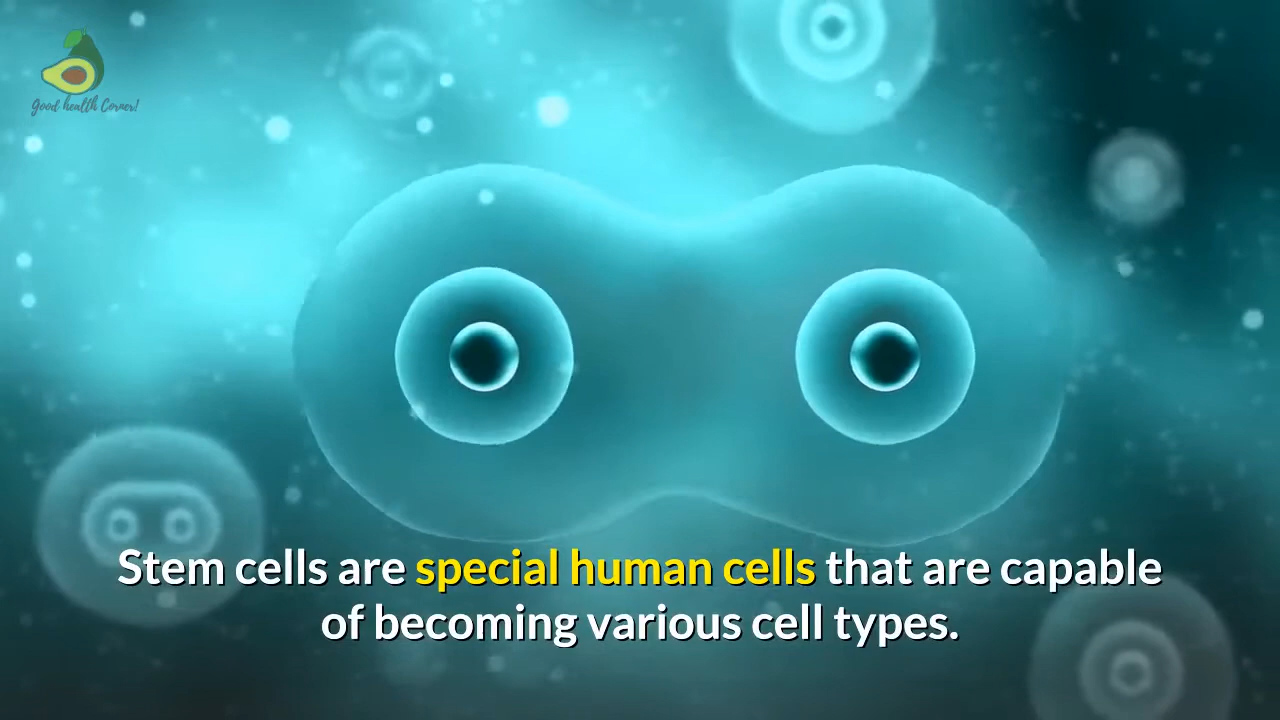 Good health Corner!
Stem cells are special human cells that are capable
of becoming various cell types.